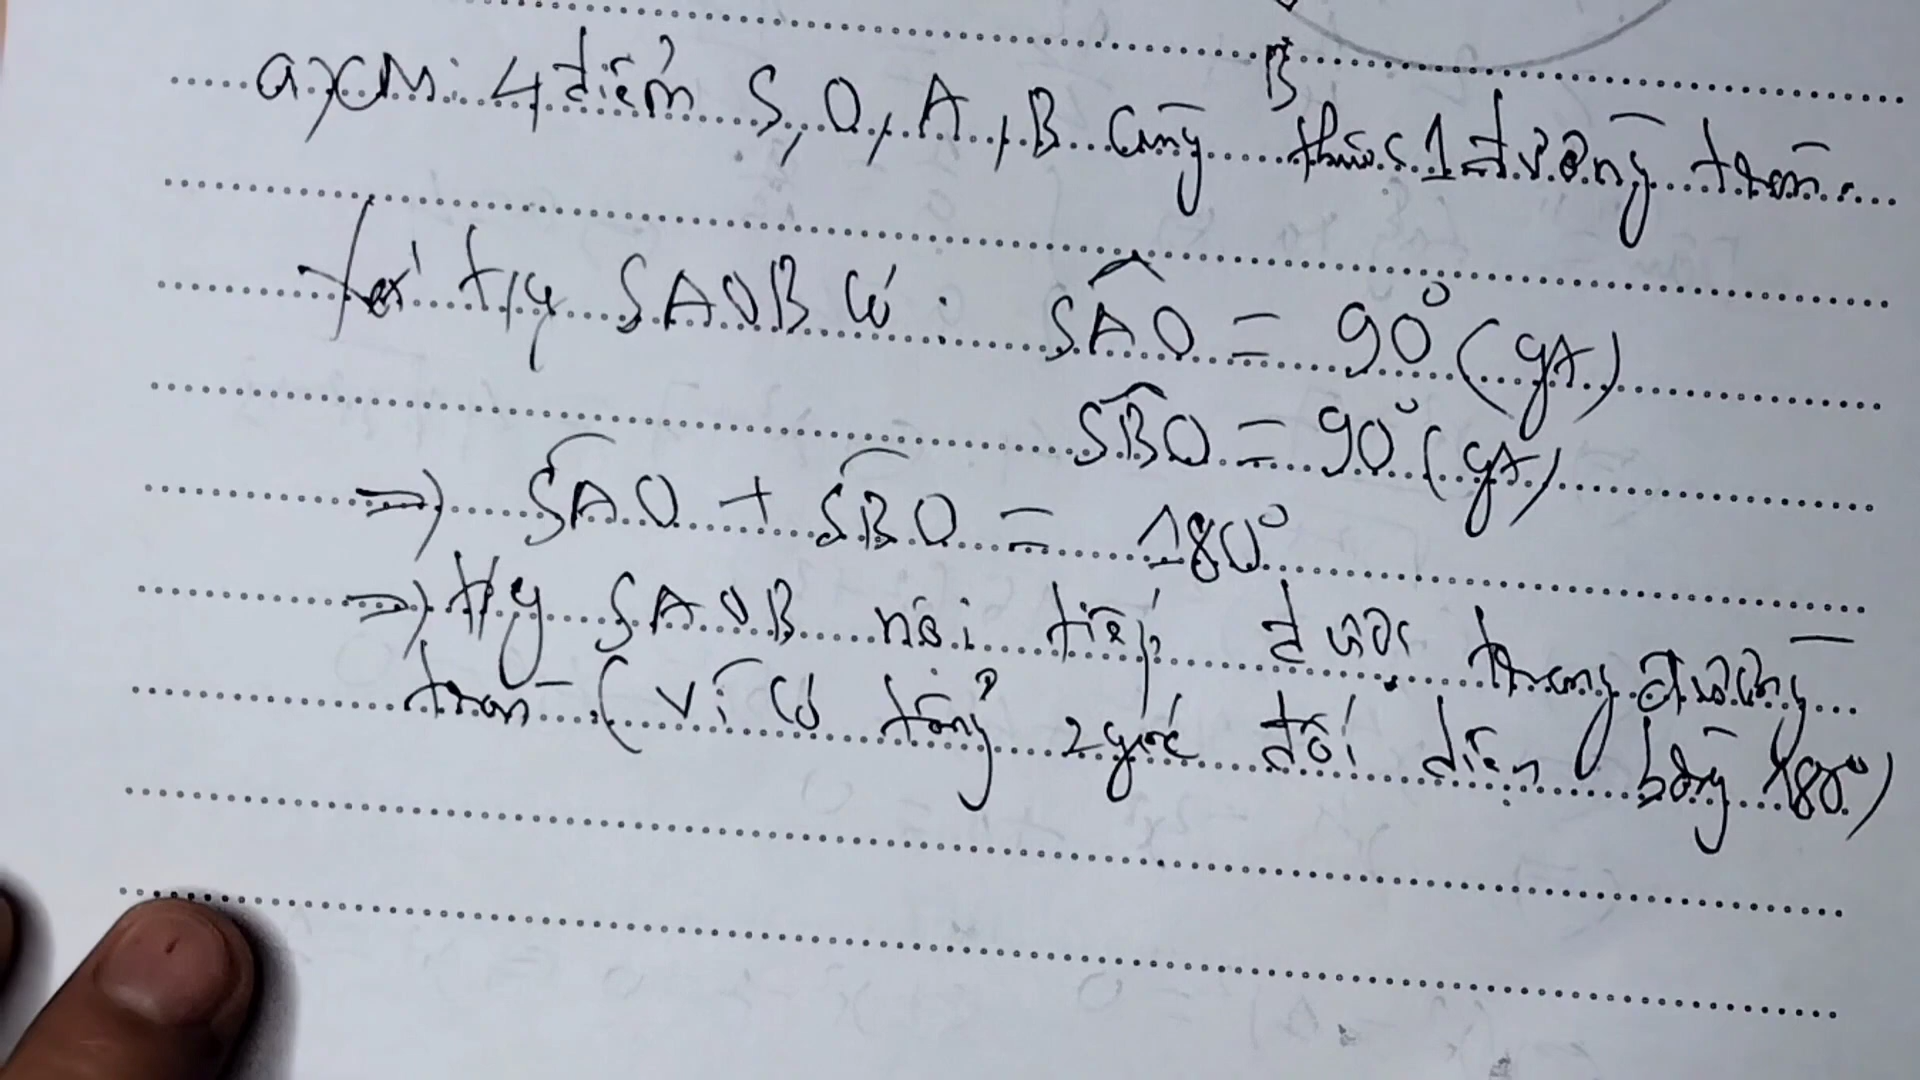 B
a) CM: 4 điểm S, O, A, B cùng thuộc 1 đường tròn.
Xét t/g SAOB có: SAO = 90° (gt)
SBO = 90° (gt)
=> SAO + SBO = 180°
=> t/g SAOB nội tiếp được trong đường
tròn (vì có tổng 2 góc đối diện bằng 180°)